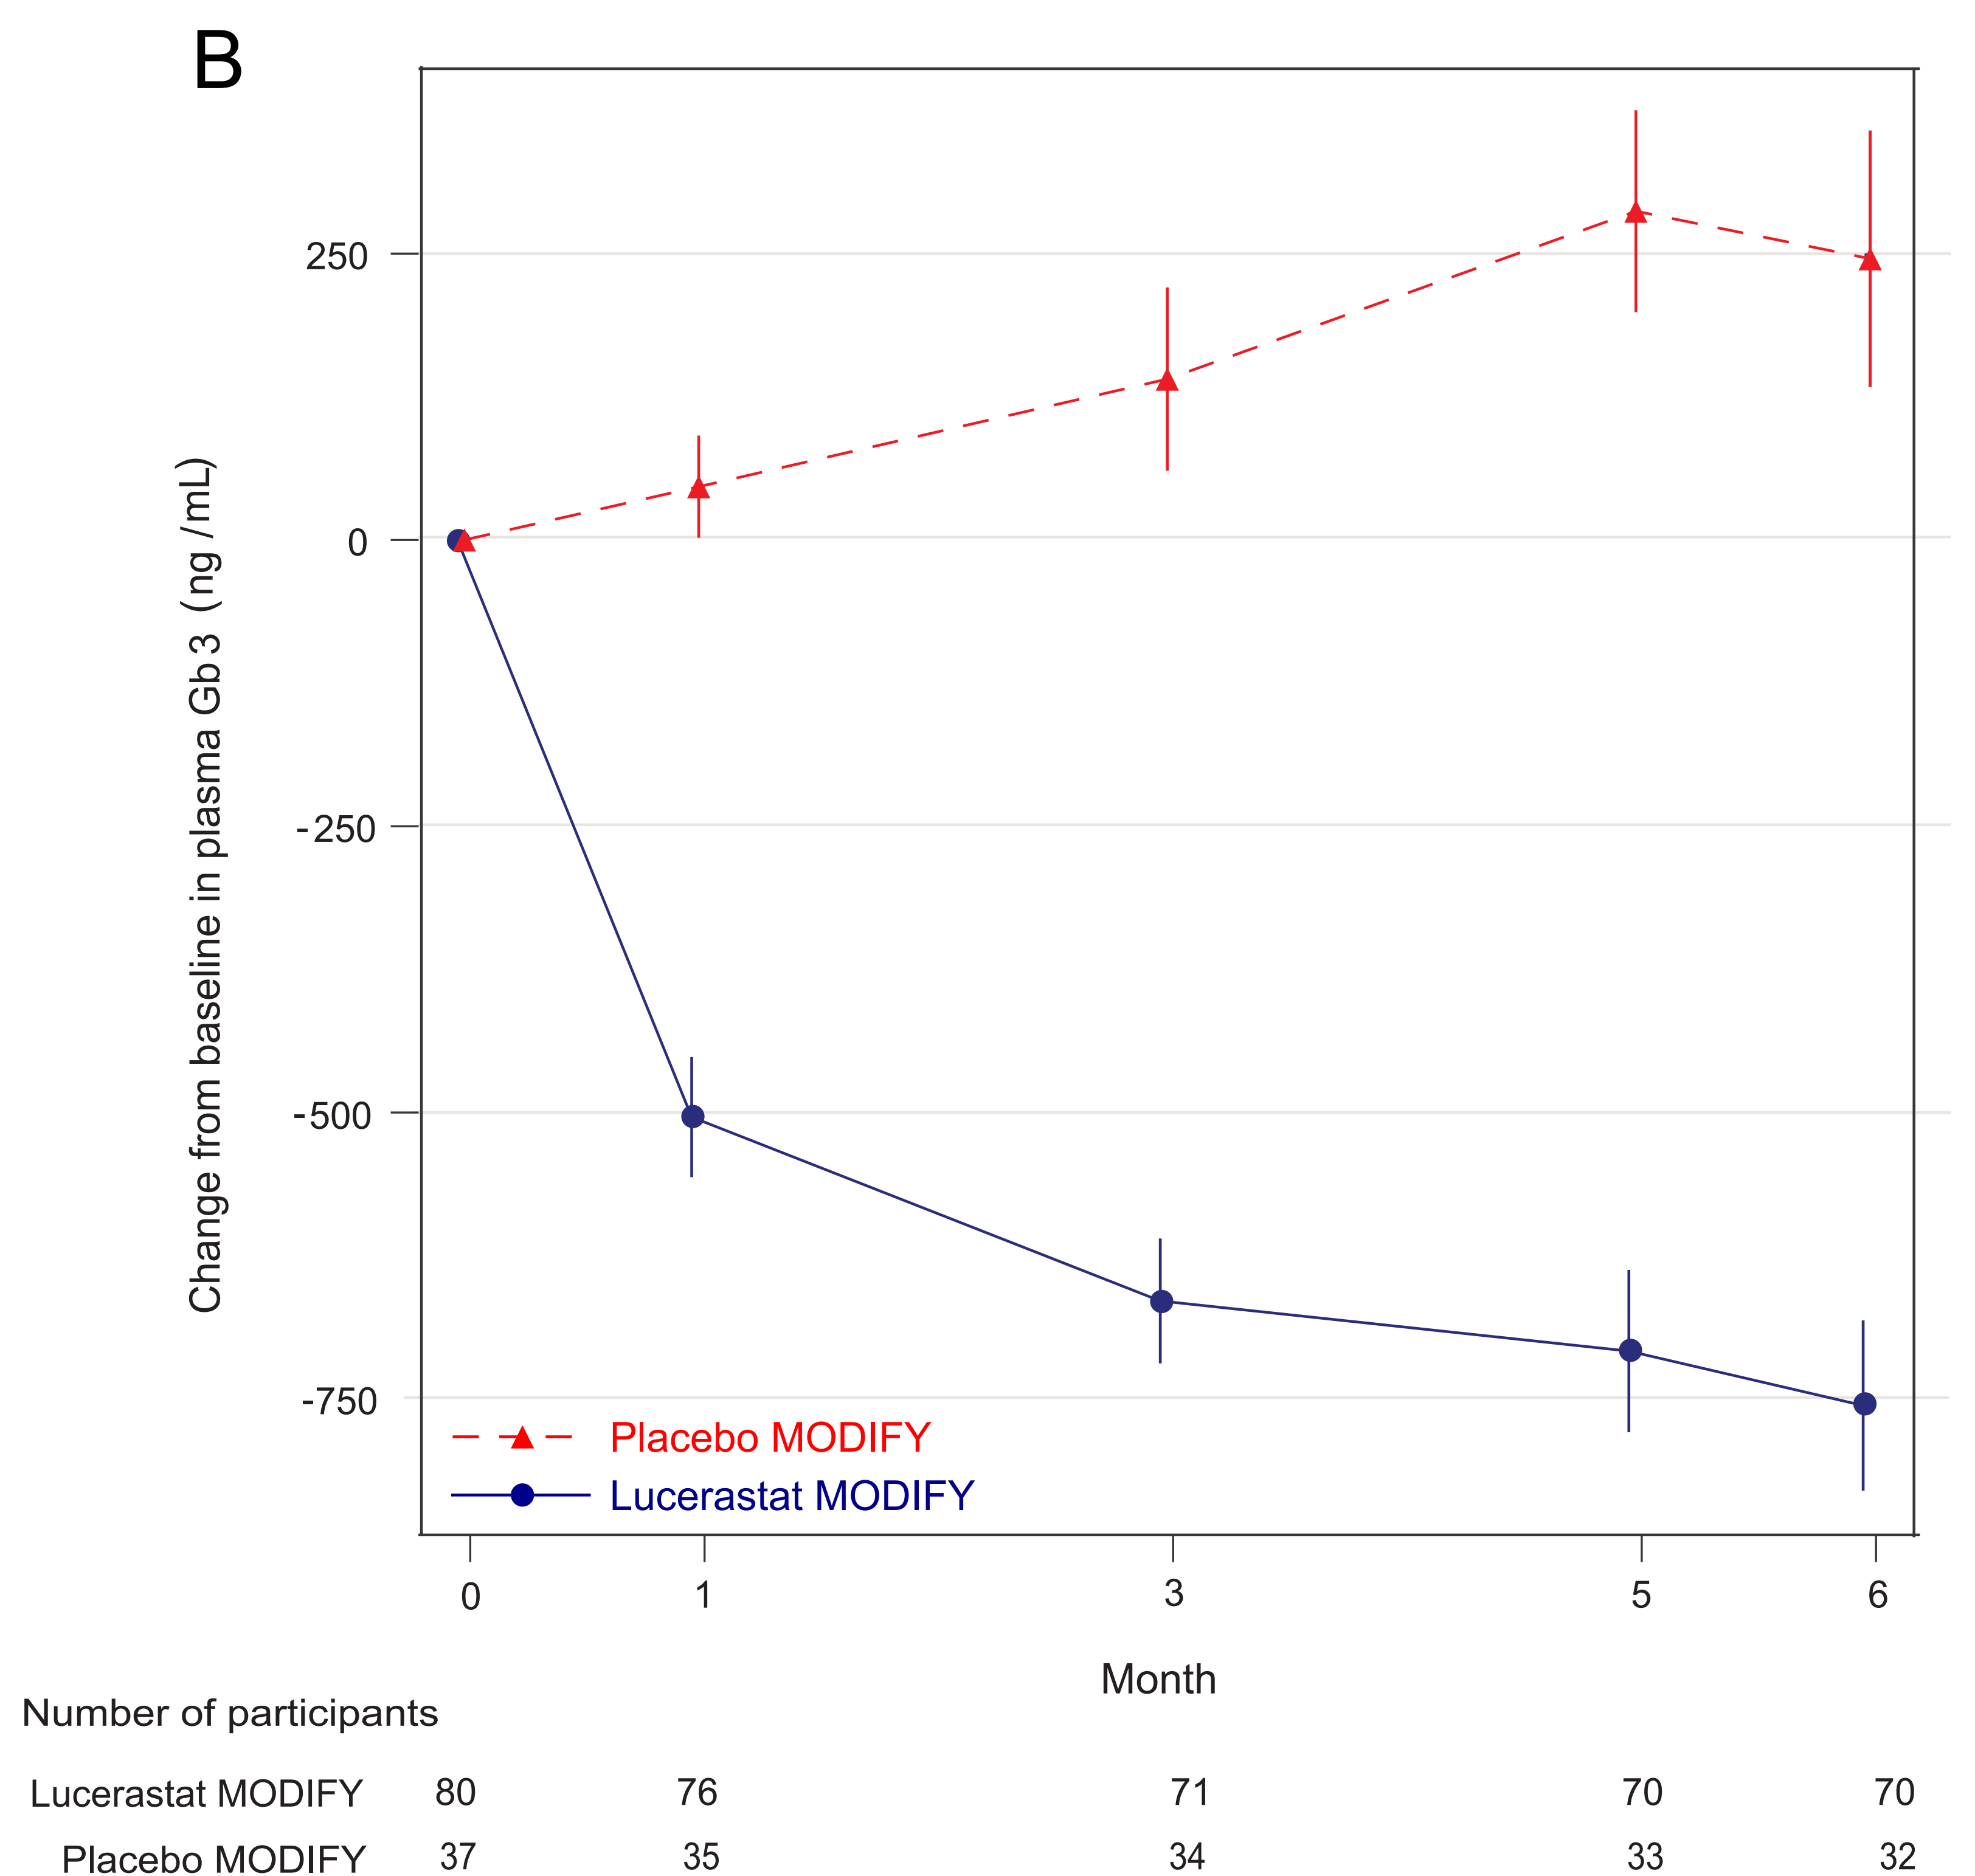 B
Change from baseline in plasma Gb3 (ng/mL)
250
0
-250
-500
-750
Placebo MODIFY
Lucerastat MODIFY
0 1 3 5 6
Month
Number of participants
Lucerastat MODIFY 80 76 71 70 70
Placebo MODIFY 37 35 34 33 32